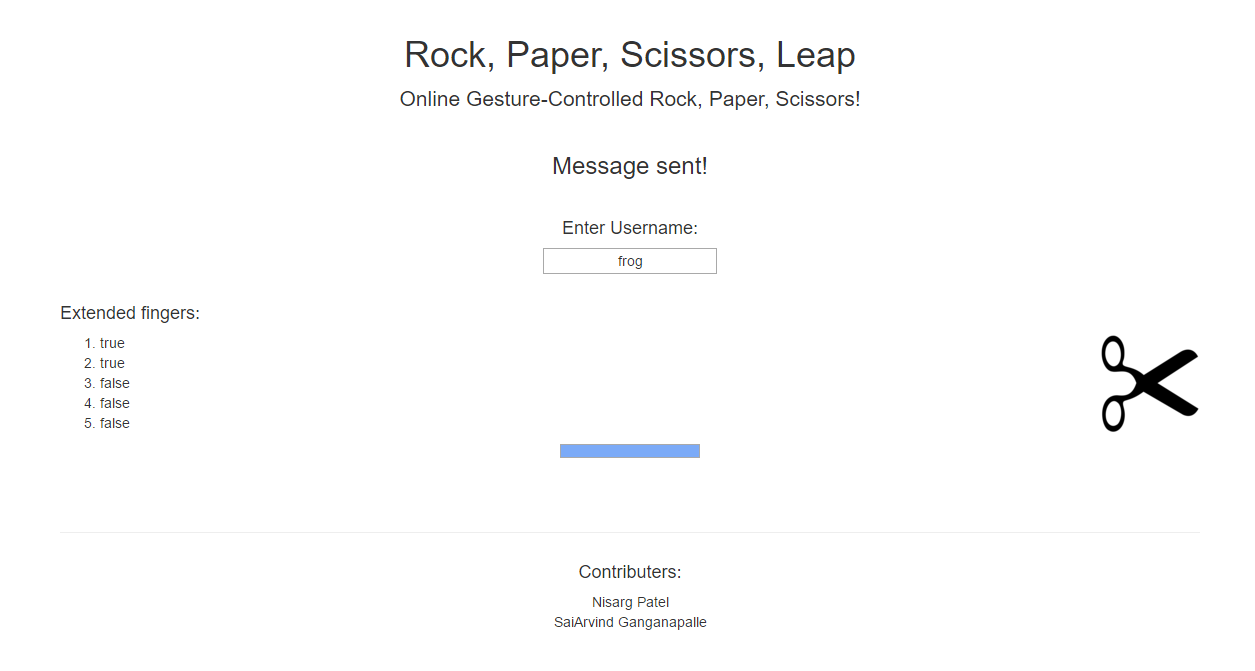 Rock, Paper, Scissors, Leap
Online Gesture-Controlled Rock, Paper, Scissors!
Message sent!
Enter Username:
frog
Extended fingers:
1. true
2. true
3. false
4. false
5. false
Contributers:
Nisarg Patel
SaiArvind Ganganapalle